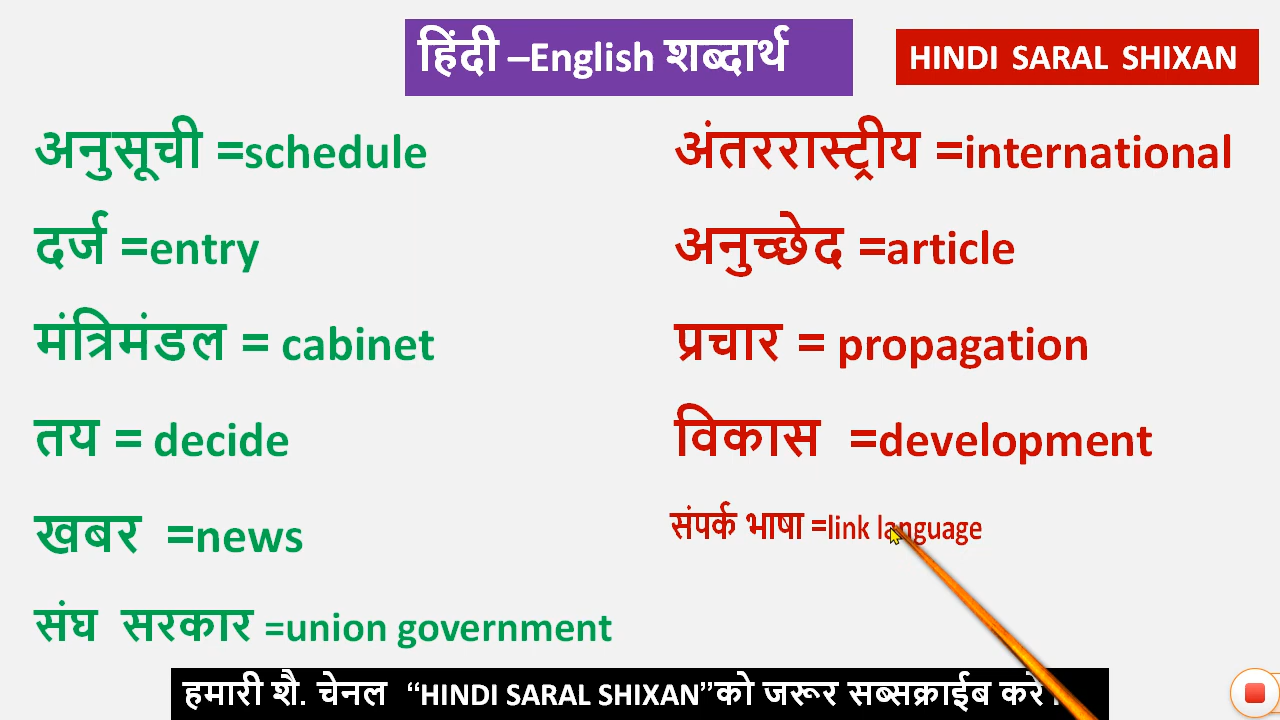 हिंदी –English शब्दार्थ
HINDI SARAL SHIXAN
अनुसूची =schedule
दर्ज =entry
मंत्रिमंडल = cabinet
तय = decide
खबर =news
संघ सरकार =union government
अंतररास्ट्रीय =international
अनुच्छेद =article
प्रचार = propagation
विकास =development
संपर्क भाषा =link language
हमारी शै. चेनल “HINDI SARAL SHIXAN”को जरूर सब्सक्राईब करें।